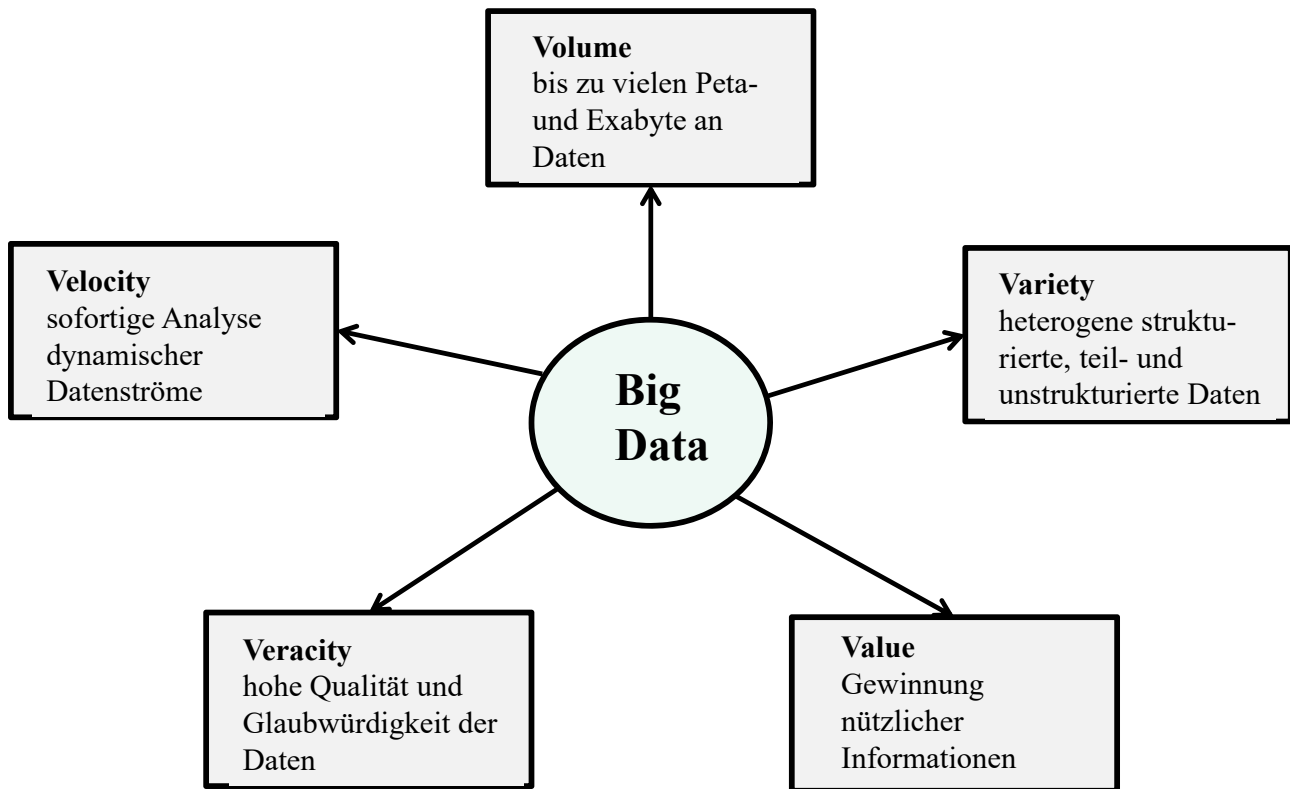 Volume
bis zu vielen Peta-
und Exabyte an
Daten
Velocity
sofortige Analyse
dynamischer
Datenströme
Variety
heterogene struktu-
rierte, teil- und
unstrukturierte Daten
Big
Data
Veracity
hohe Qualität und
Glaubwürdigkeit der
Daten
Value
Gewinnung
nützlicher
Informationen